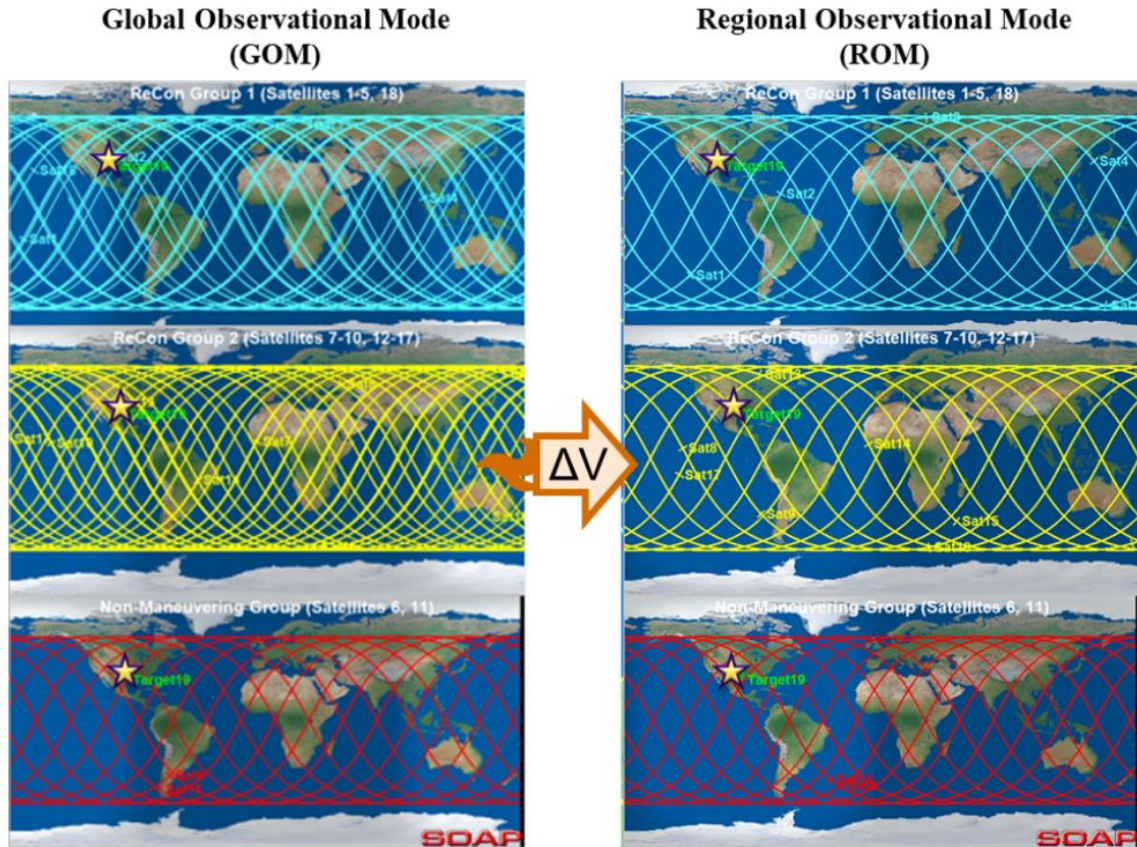 Global Observational Mode
(GOM)
Regional Observational Mode
(ROM)
ReCon Group 1 (Satellites 1-5, 18)
Target19
Sat4
Sat1
ReCon Group 2 (Satellites 7-10, 12-17)
Target19
Non-Maneuvering Group (Satellites 6, 11)
Target19
SOAP
ΔV
ReCon Group 1 (Satellites 1-5, 18)
Sat3
Sat4
Target19
Sat2
Sat1
ReCon Group 2 (Satellites 7-10, 12-17)
Sat13
Target19
Sat8
Sat14
Sat17
Sat9
Sat15
Non-Maneuvering Group (Satellites 6, 11)
Target19
SOAP